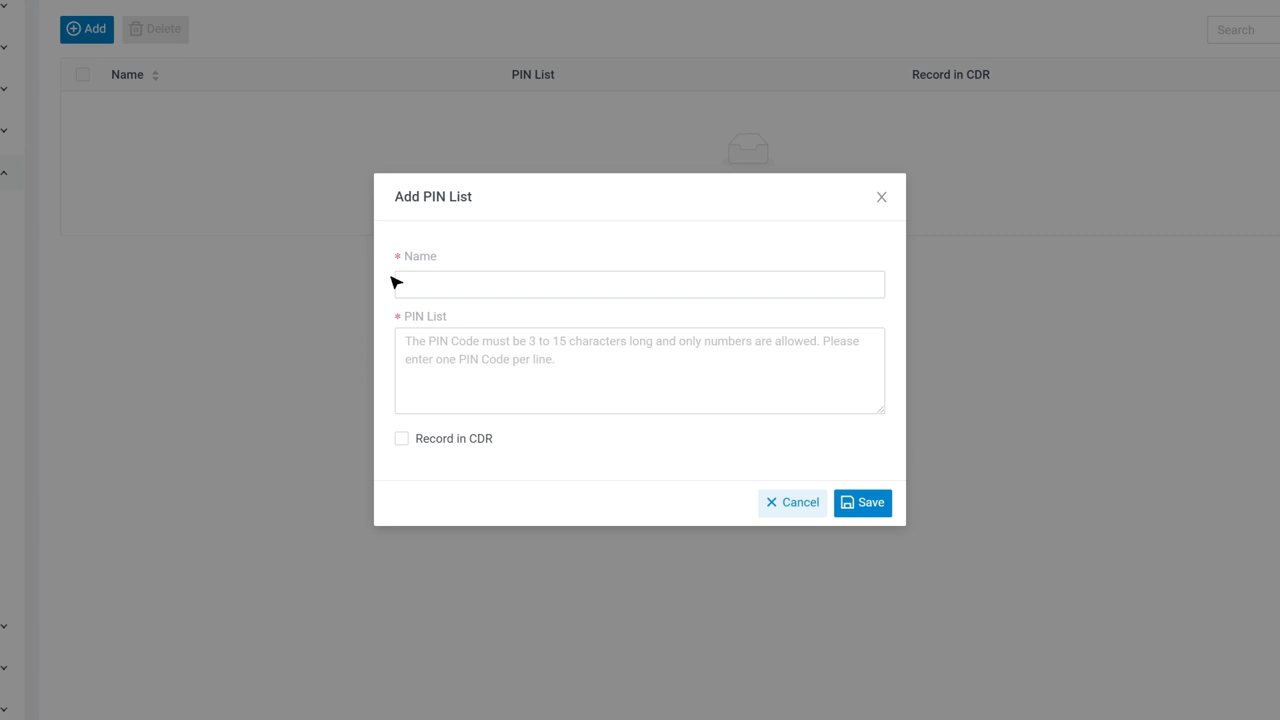 Add
Delete
Search
Name
PIN List
Record in CDR
Add PIN List
* Name
* PIN List
The PIN Code must be 3 to 15 characters long and only numbers are allowed. Please
enter one PIN Code per line.
Record in CDR
Cancel
Save